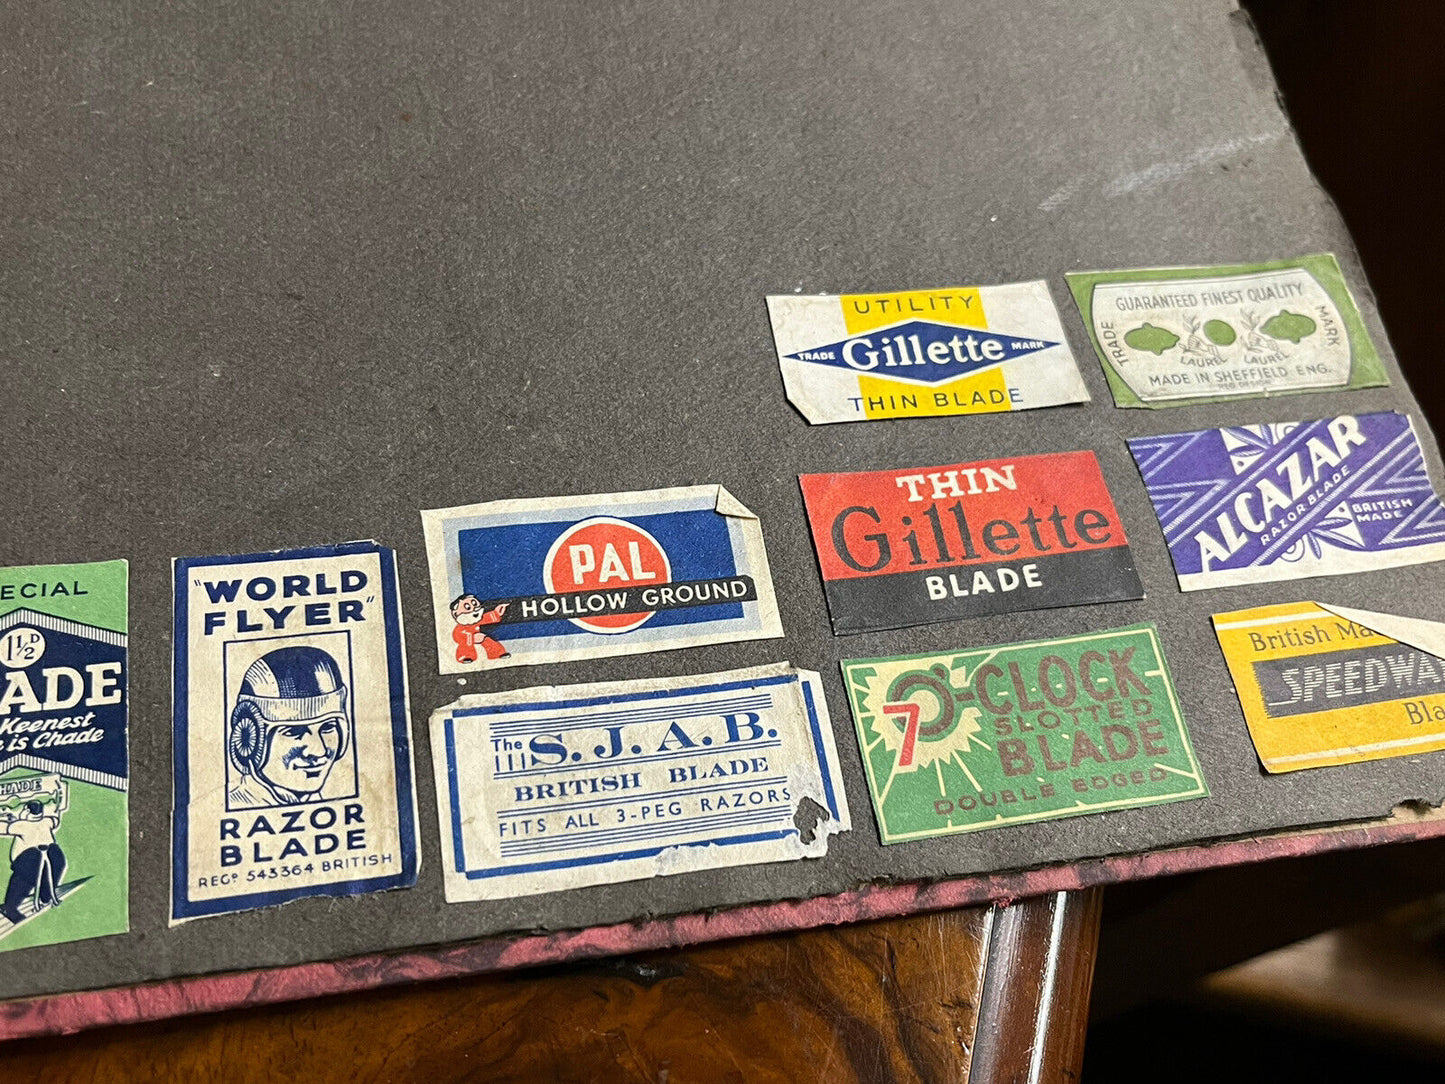 ECIAL
1½D
ADE
Keenest
is Chade
HADE
"WORLD
FLYER"
RAZOR
BLADE
REGD. 543364 BRITISH
PAL
HOLLOW GROUND
The S. J. A. B.
BRITISH BLADE
FITS ALL 3-PEG RAZORS
UTILITY
TRADE Gillette MARK
THIN BLADE
THIN
Gillette
BLADE
7 O'-CLOCK
SLOTTED
BLADE
DOUBLE EDGED
GUARANTEED FINEST QUALITY
TRADE MARK
LAUREL LAUREL
MADE IN SHEFFIELD ENG.
REG DESIGN
ALCAZAR
RAZOR-BLADE
BRITISH
MADE
British Ma
SPEEDWA
Bla